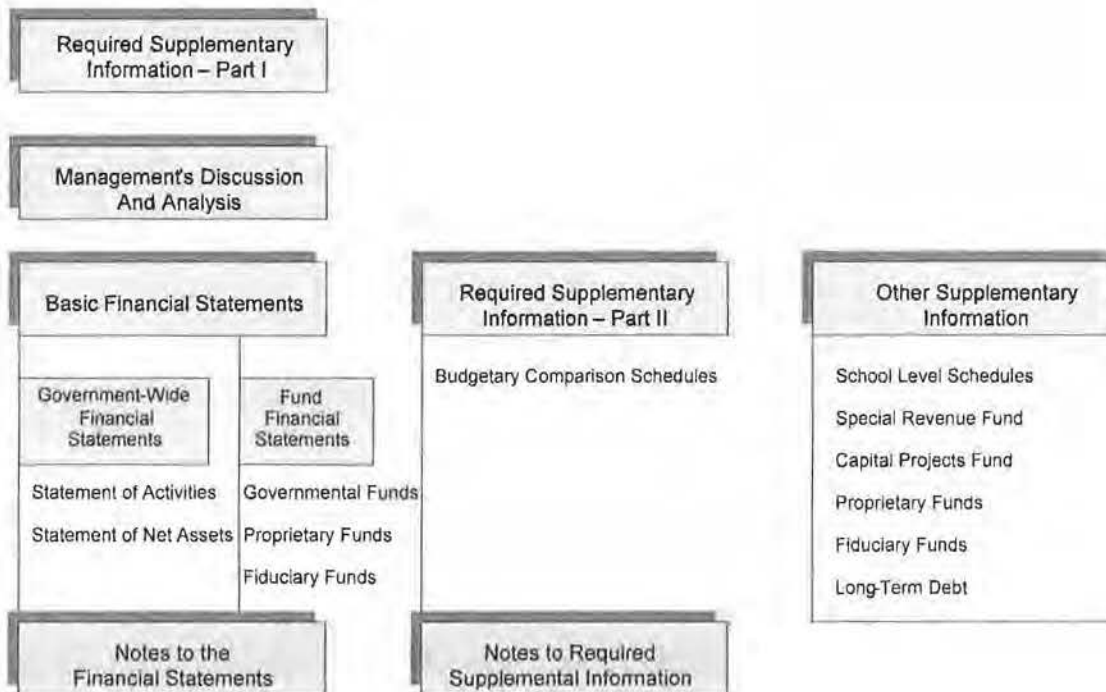 Required Supplementary
Information – Part I
Management's Discussion
And Analysis
Basic Financial Statements
Government-Wide
Financial
Statements
Statement of Activities
Statement of Net Assets
Fund
Financial
Statements
Governmental Funds
Proprietary Funds
Fiduciary Funds
Notes to the
Financial Statements
Required Supplementary
Information – Part II
Budgetary Comparison Schedules
Notes to Required
Supplemental Information
Other Supplementary
Information
School Level Schedules
Special Revenue Fund
Capital Projects Fund
Proprietary Funds
Fiduciary Funds
Long-Term Debt